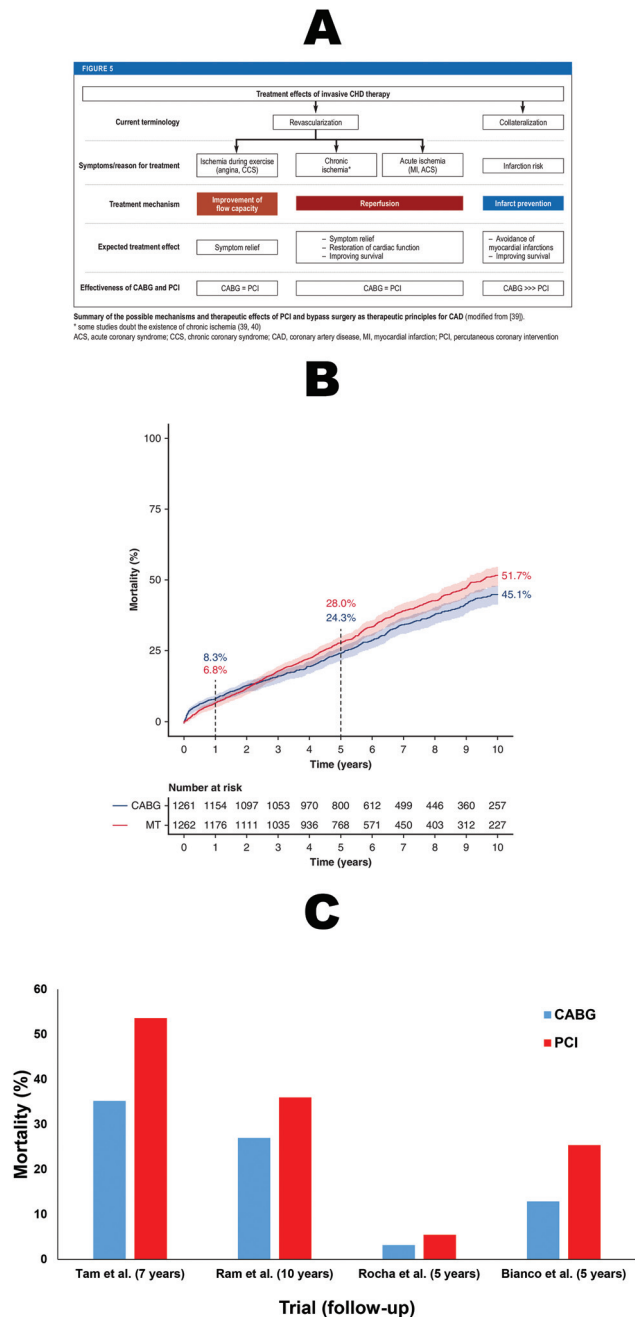 A
FIGURE 5
Treatment effects of invasive CHD therapy
Current terminology
Revascularization
Collateralization
Symptoms/reason for treatment
Ischemia during exercise
(angina, CCS)
Chronic
ischemia*
Acute ischemia
(MI, ACS)
Infarction risk
Treatment mechanism
Improvement of
flow capacity
Reperfusion
Infarct prevention
Expected treatment effect
Symptom relief
– Symptom relief
– Restoration of cardiac function
– Improving survival
– Avoidance of
myocardial infarctions
– Improving survival
Effectiveness of CABG and PCI
CABG = PCI
CABG = PCI
CABG >>> PCI
Summary of the possible mechanisms and therapeutic effects of PCI and bypass surgery as therapeutic principles for CAD (modified from [39]).
* some studies doubt the existence of chronic ischemia (39, 40)
ACS, acute coronary syndrome; CCS, chronic coronary syndrome; CAD, coronary artery disease, MI, myocardial infarction; PCI, percutaneous coronary intervention
B
Mortality (%)
100
75
50
25
0
8.3%
6.8%
28.0%
24.3%
51.7%
45.1%
0 1 2 3 4 5 6 7 8 9 10
Time (years)
Number at risk
CABG 1261 1154 1097 1053 970 800 612 499 446 360 257
MT 1262 1176 1111 1035 936 768 571 450 403 312 227
0 1 2 3 4 5 6 7 8 9 10
Time (years)
C
Mortality (%)
60
50
40
30
20
10
0
CABG
PCI
Tam et al. (7 years) Ram et al. (10 years) Rocha et al. (5 years) Bianco et al. (5 years)
Trial (follow-up)